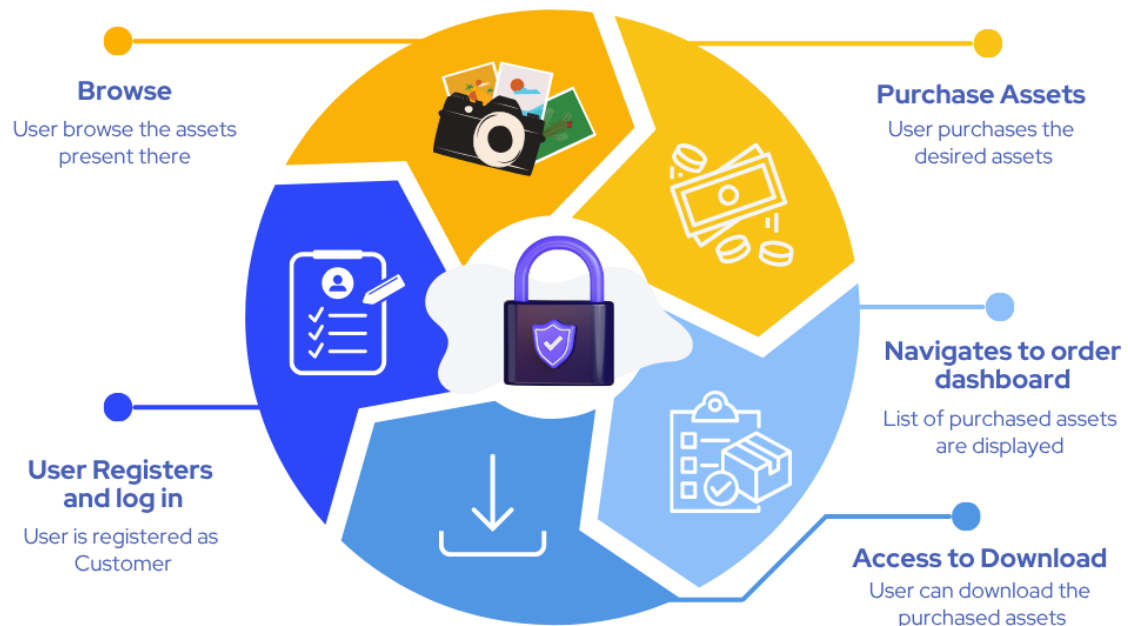 Browse
User browse the assets
present there
Purchase Assets
User purchases the
desired assets
Navigates to order
dashboard
List of purchased assets
are displayed
User Registers
and log in
User is registered as
Customer
Access to Download
User can download the
purchased assets